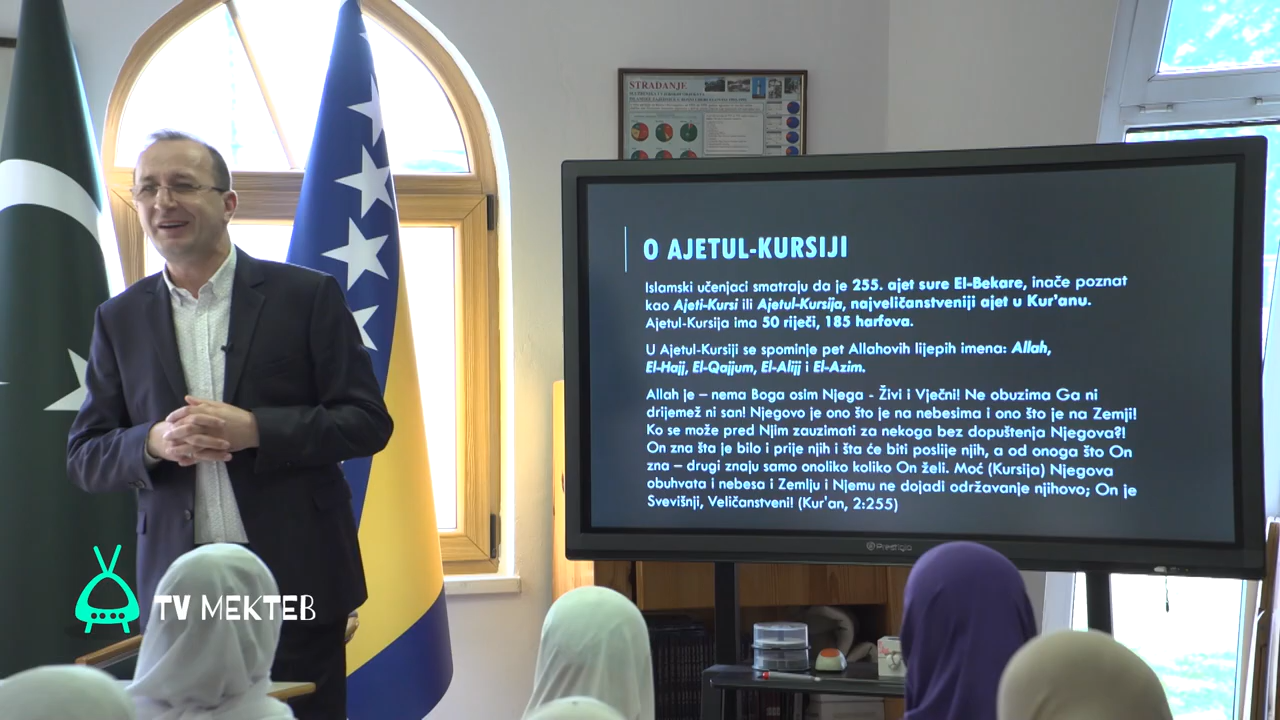 STRADANJE
O AJETUL-KURSIJI
Islamski učenjaci smatraju da je 255. ajet sure El-Bekare, inače poznat
kao Ajeti-Kursi ili Ajetul-Kursija, najveličanstveniji ajet u Kur'anu.
Ajetul-Kursija ima 50 riječi, 185 harfova.
U Ajetul-Kursiji se spominje pet Allahovih lijepih imena: Allah,
El-Hajj, El-Qajjum, El-Alijj i El-Azim.
Allah je – nema Boga osim Njega - Živi i Vječni! Ne obuzima Ga ni
drijemež ni san! Njegovo je ono što je na nebesima i ono što je na Zemji!
Ko se može pred Njim zauzimati za nekoga bez dopuštenja Njegova?!
On zna šta je bilo i prije njih i šta će biti poslije njih, a od onoga što On
zna – drugi znaju samo onoliko koliko On želi. Moć (Kursija) Njegova
obuhvata i nebesa i Zemlju i Njemu ne dojadi održavanje njihovo; On je
Svevišnji, Veličanstveni! (Kur'an, 2:255)
Prestigio
TV MEKTEB